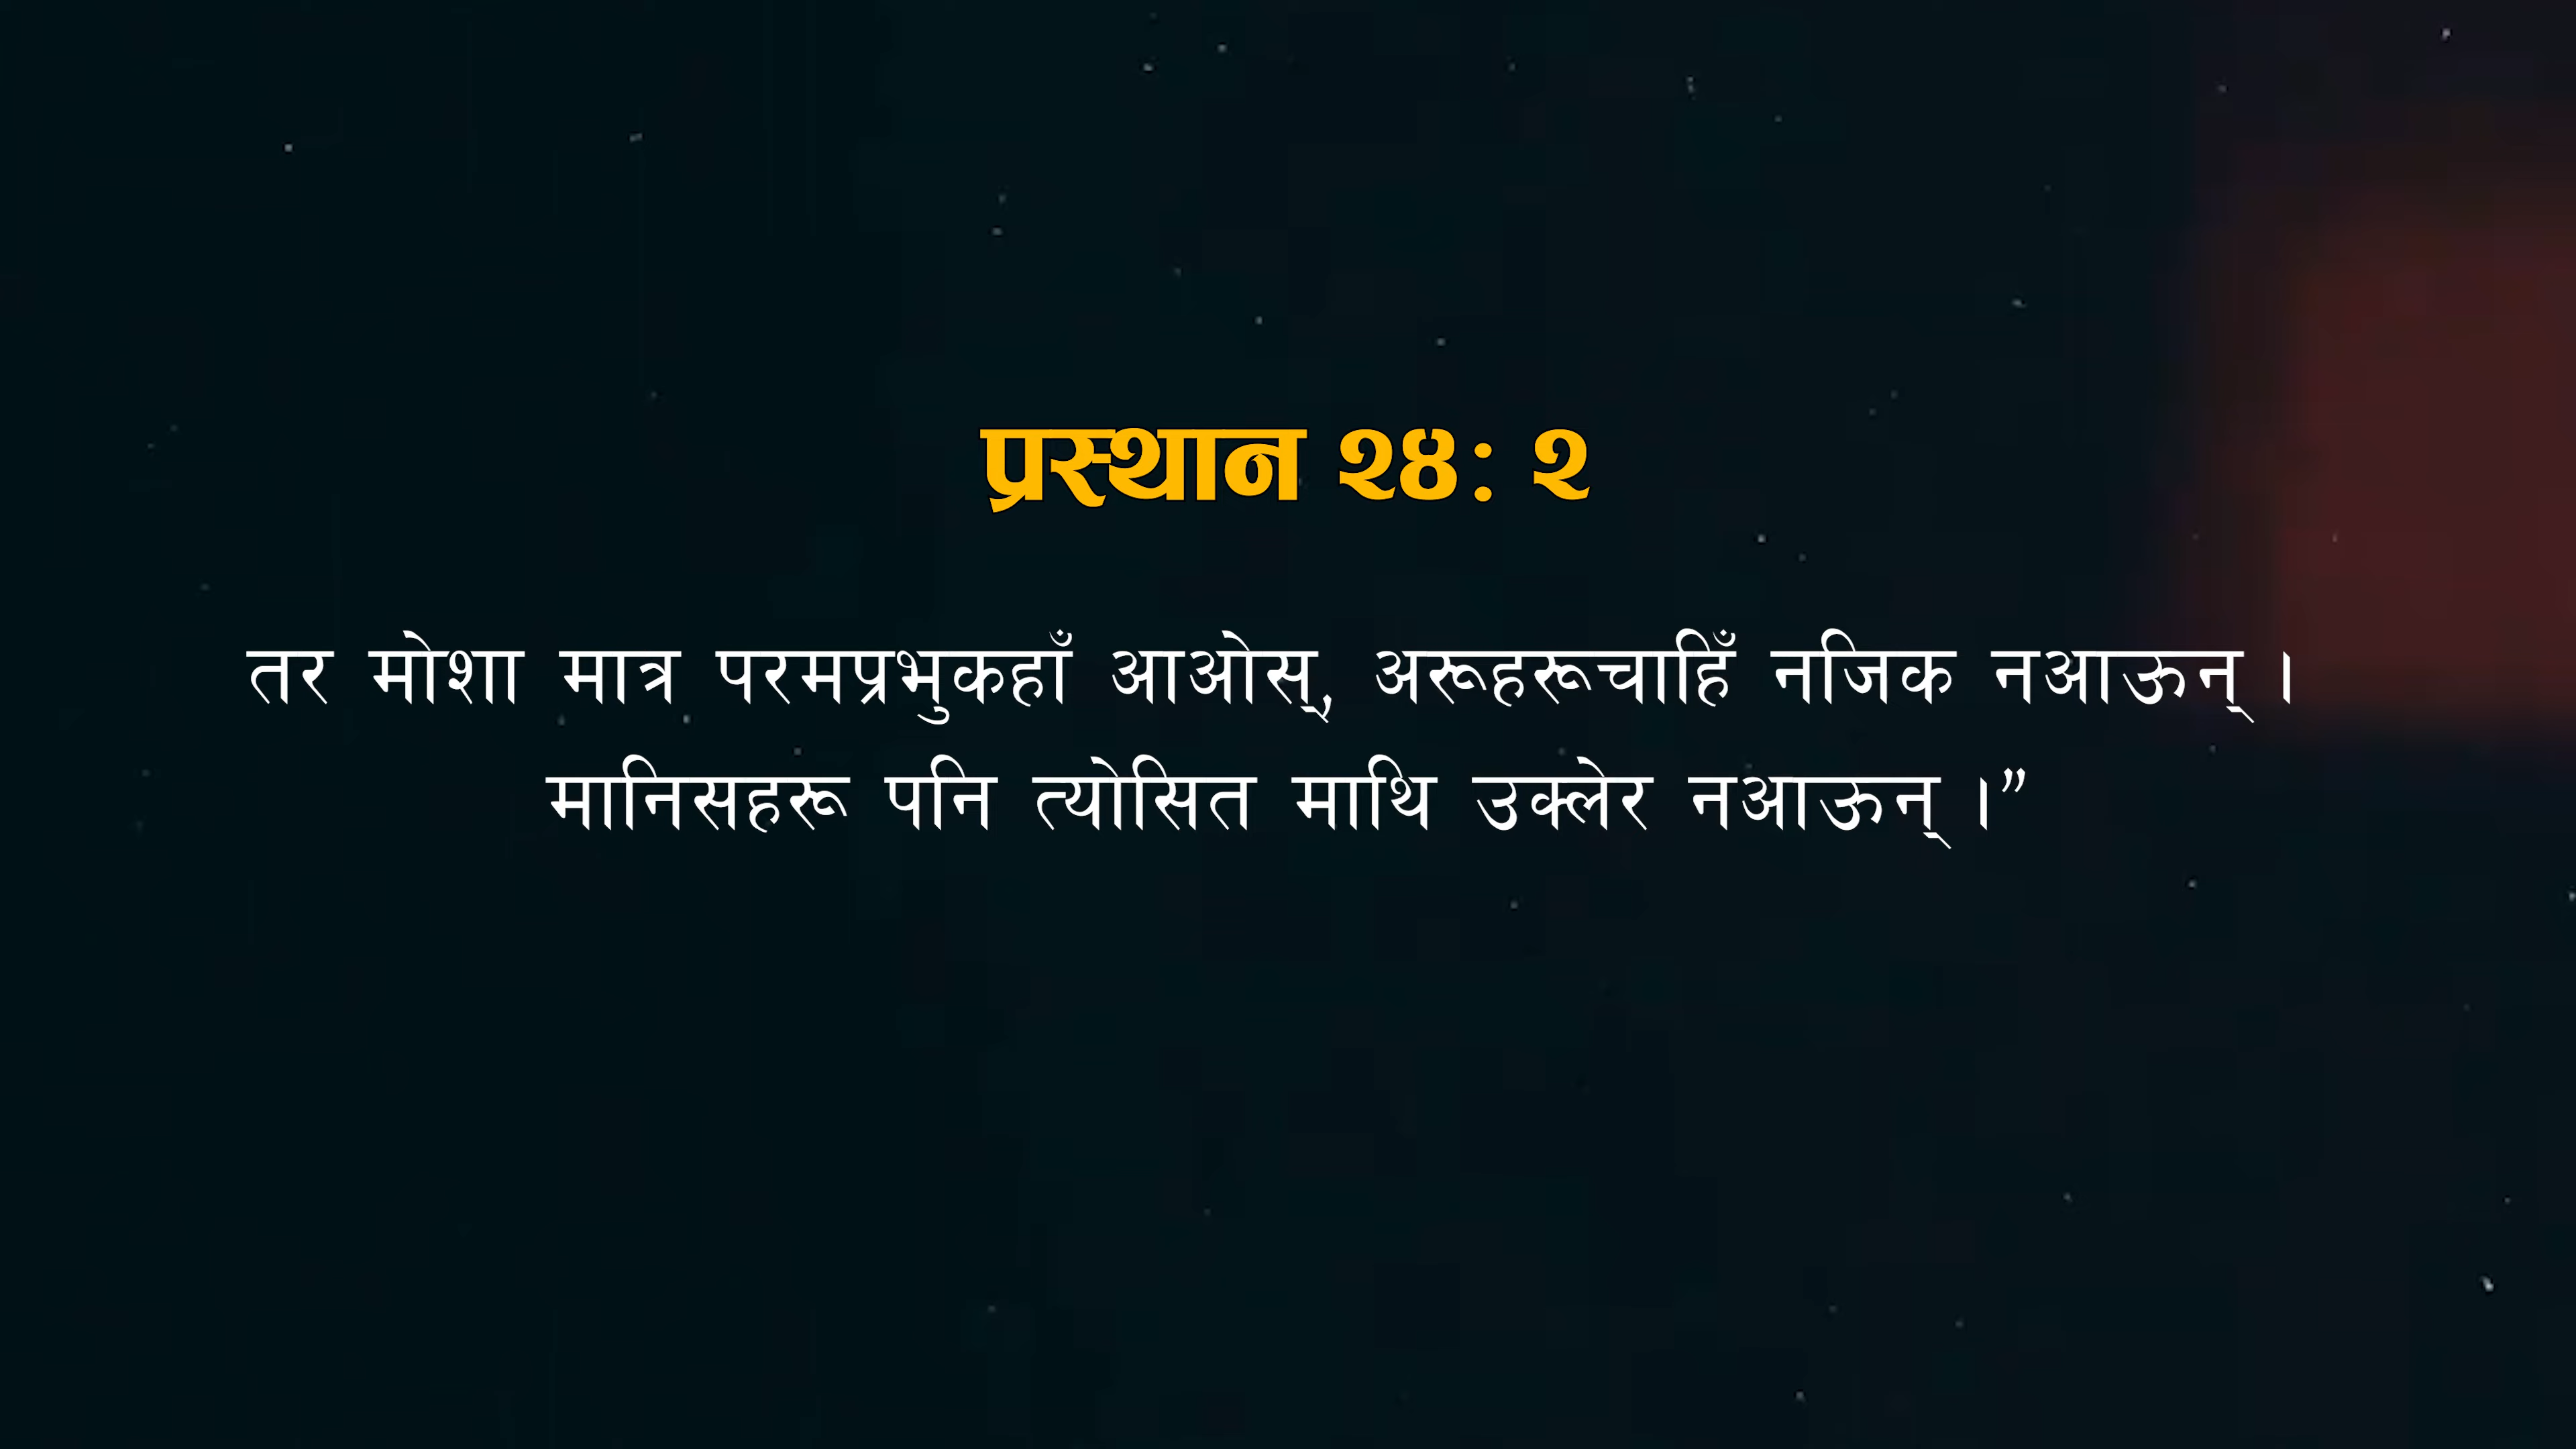 प्रस्थान २४: २
तर मोशा मात्र परमप्रभुकहाँ आओस्, अरूहरूचाहिँ नजिक नआऊन् ।
मानिसहरू पनि त्योसित माथि उक्लेर नआऊन् ।”